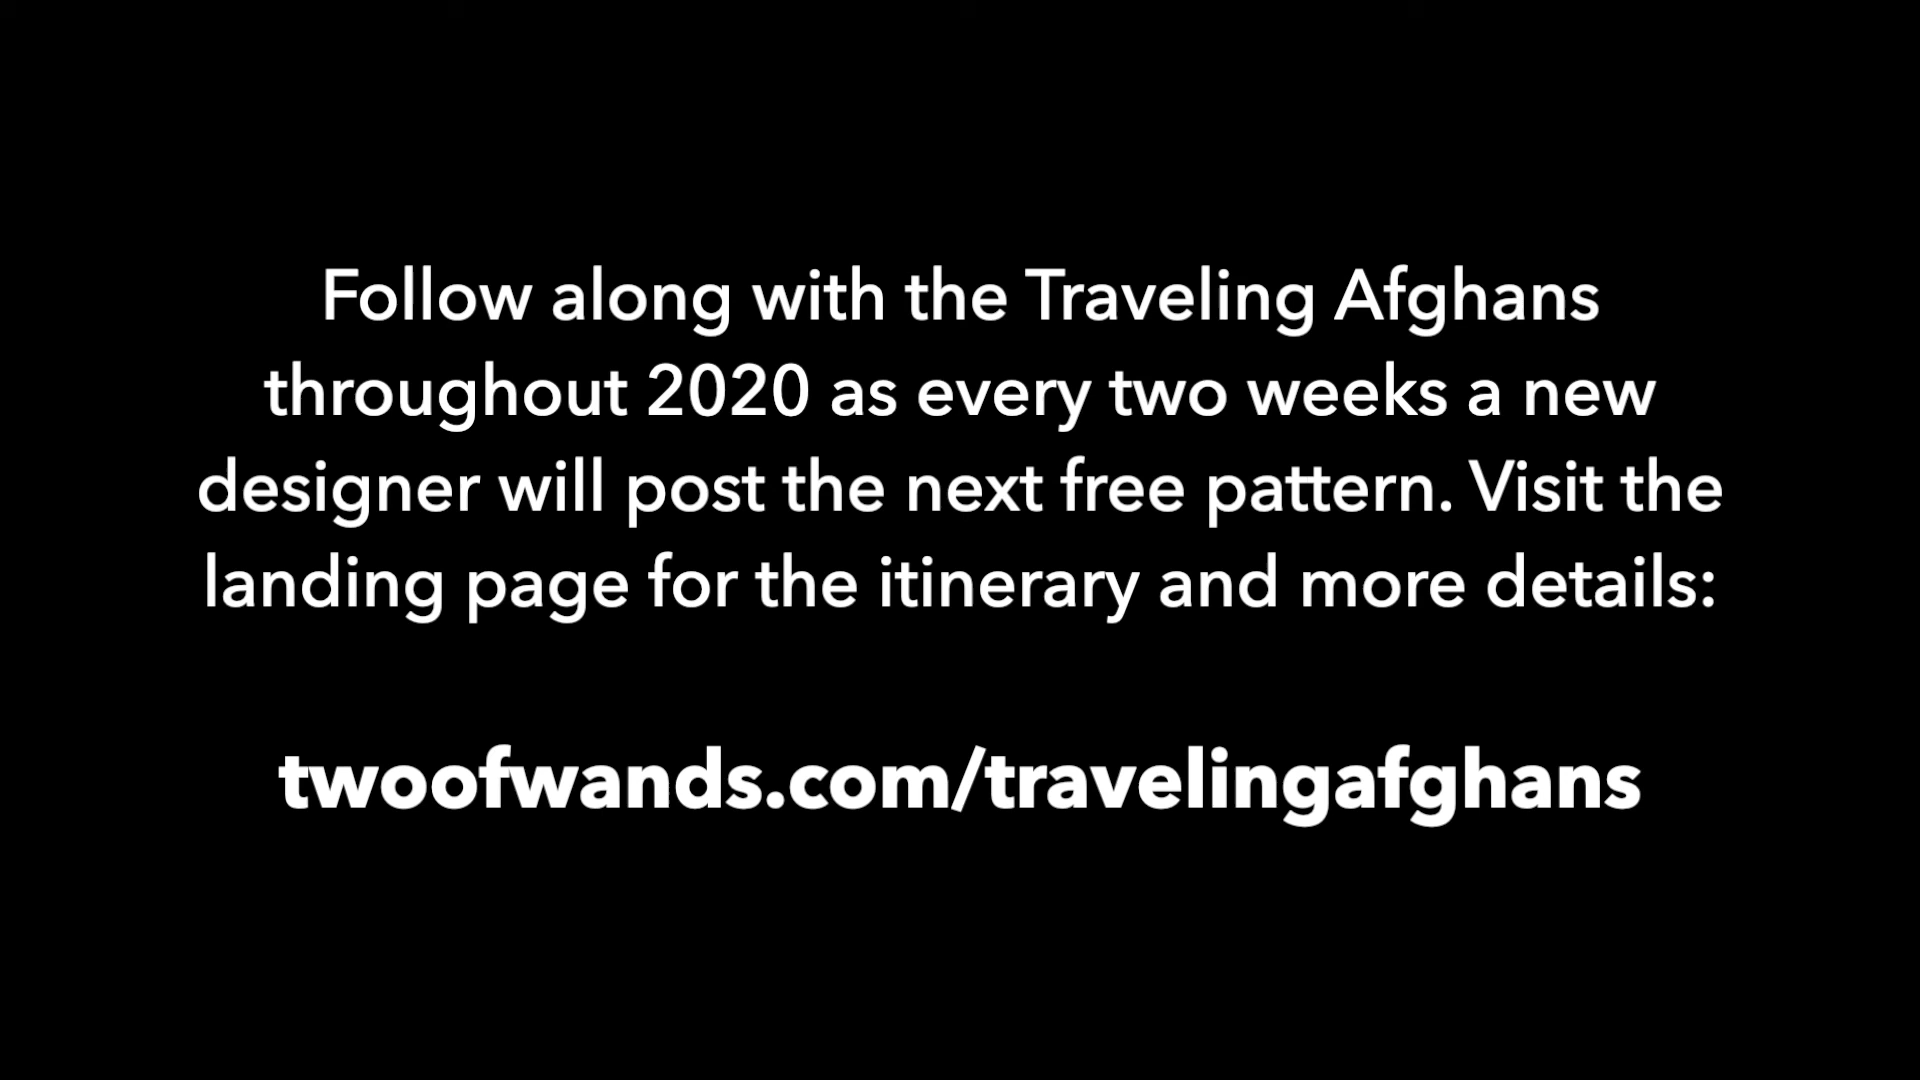 Follow along with the Traveling Afghans
throughout 2020 as every two weeks a new
designer will post the next free pattern. Visit the
landing page for the itinerary and more details:
twoofwands.com/travelingafghans